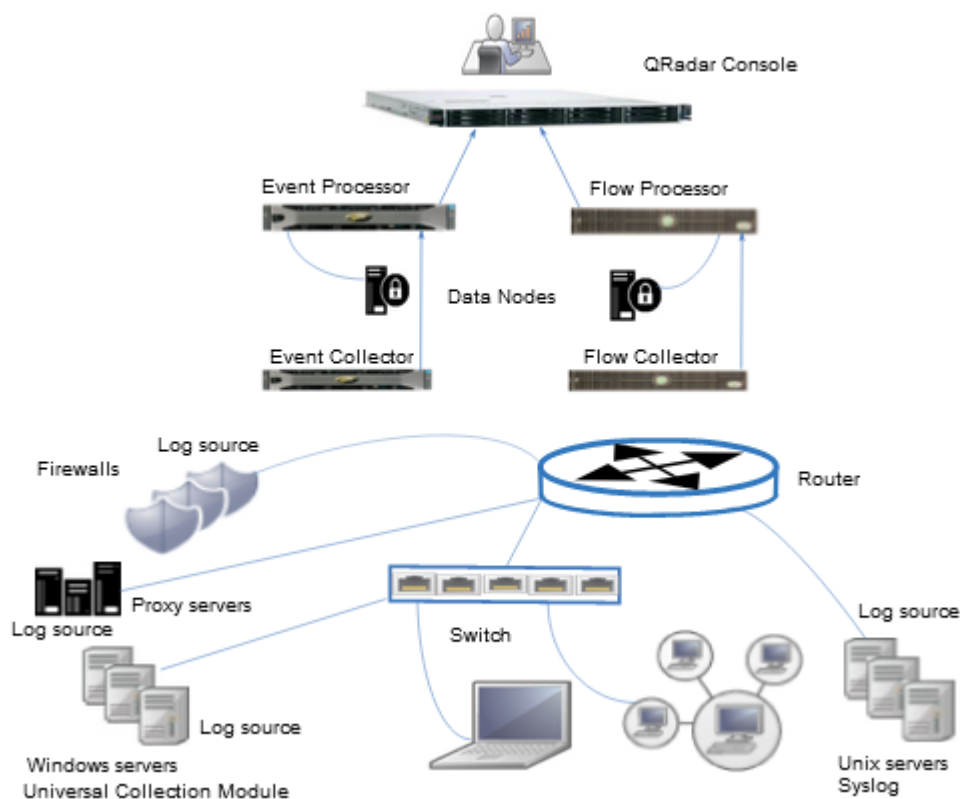 QRadar Console
Event Processor
Flow Processor
Data Nodes
Event Collector
Flow Collector
Log source
Firewalls
Router
Proxy servers
Log source
Switch
Log source
Log source
Windows servers
Universal Collection Module
Unix servers
Syslog